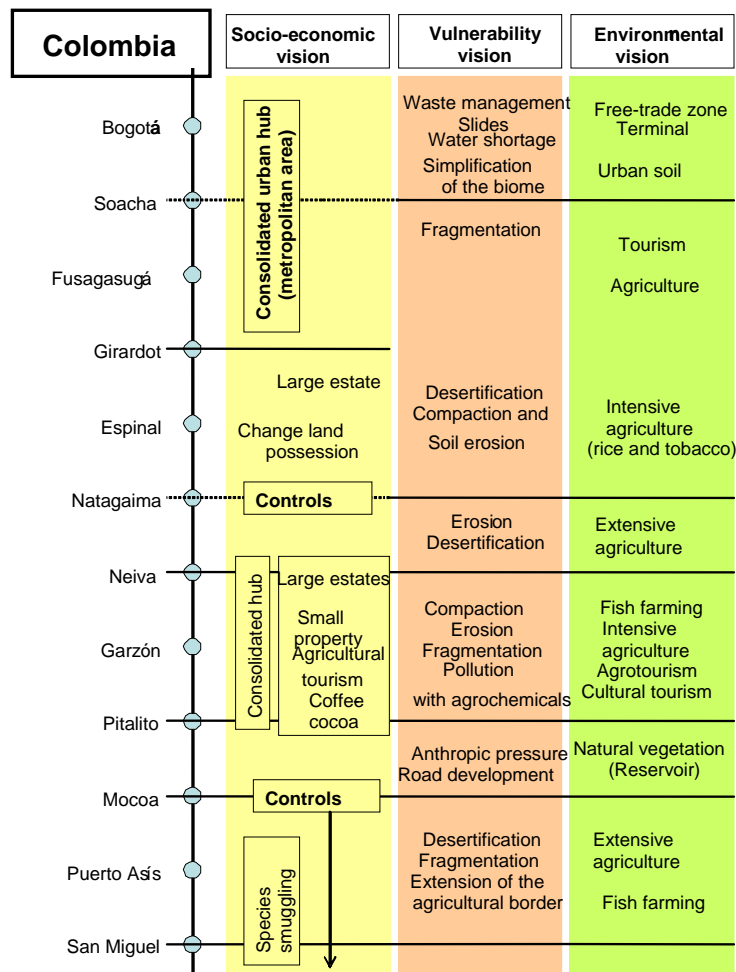 Colombia
Socio-economic
vision
Vulnerability
vision
Environmental
vision
Bogotá
Soacha
Fusagasugá
Girardot
Espinal
Natagaima
Neiva
Garzón
Pitalito
Mocoa
Puerto Asís
San Miguel
Consolidated urban hub
(metropolitan area)
Large estate
Change land
possession
Controls
Consolidated hub
Large estates
Small
property
Agricultural
tourism
Coffee
cocoa
Controls
Species
smuggling
Waste management
Slides
Water shortage
Simplification
of the biome
Fragmentation
Desertification
Compaction and
Soil erosion
Erosion
Desertification
Compaction
Erosion
Fragmentation
Pollution
with agrochemicals
Anthropic pressure
Road development
Desertification
Fragmentation
Extension of the
agricultural border
Free-trade zone
Terminal
Urban soil
Tourism
Agriculture
Intensive
agriculture
(rice and tobacco)
Extensive
agriculture
Fish farming
Intensive
agriculture
Agrotourism
Cultural tourism
Natural vegetation
(Reservoir)
Extensive
agriculture
Fish farming